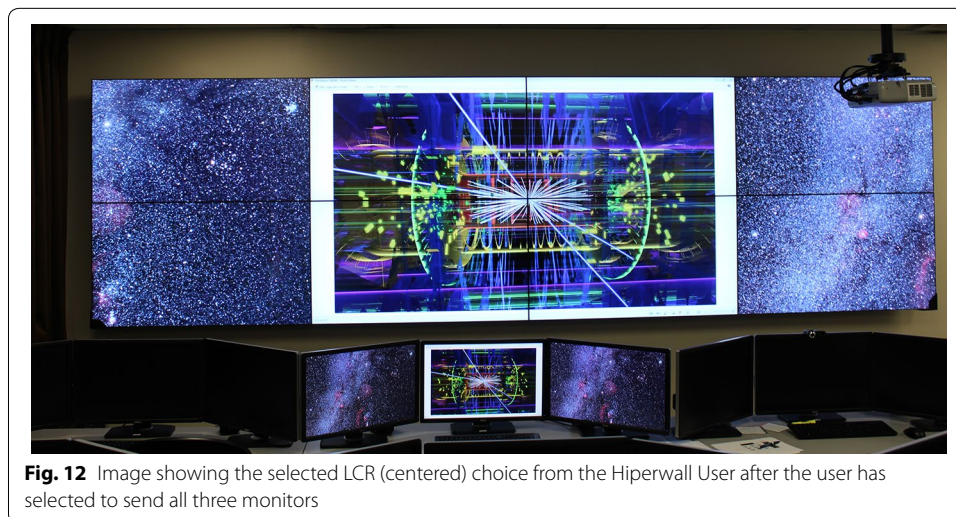 Fig. 12 Image showing the selected LCR (centered) choice from the Hiperwall User after the user has
selected to send all three monitors